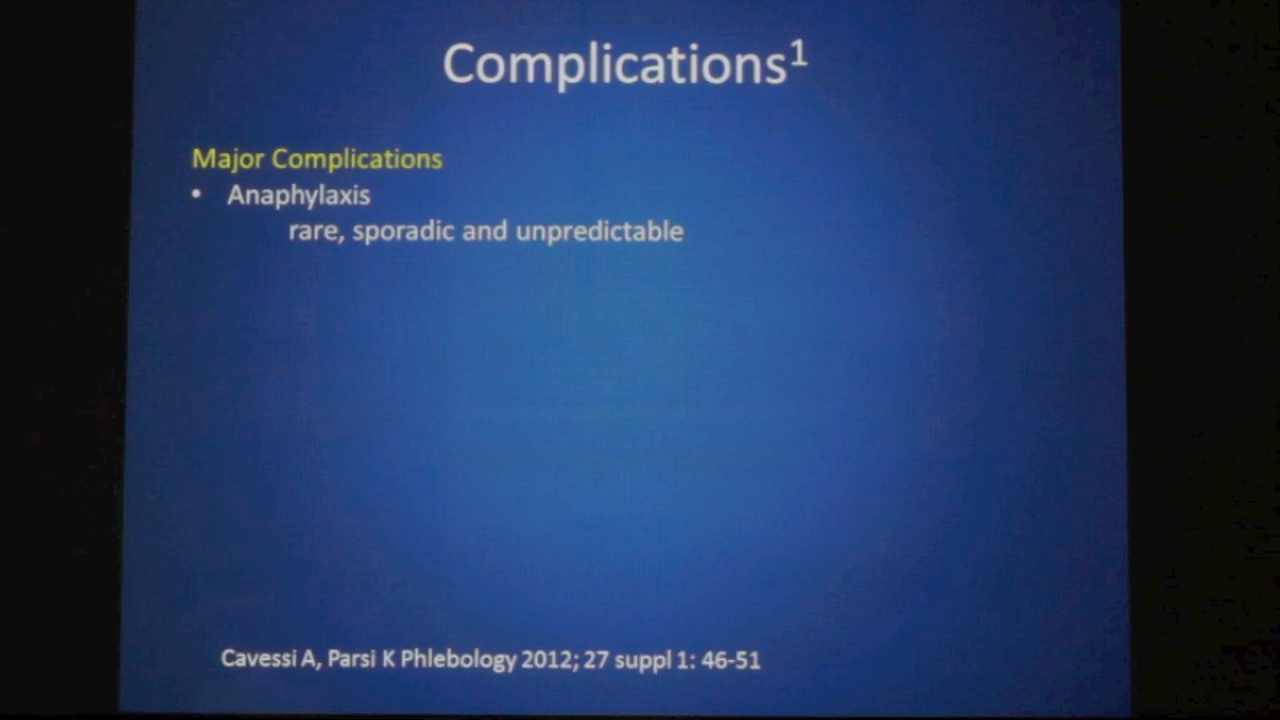 Complications¹
Major Complications
• Anaphylaxis
rare, sporadic and unpredictable
Cavessi A, Parsi K Phlebology 2012; 27 suppl 1: 46-51